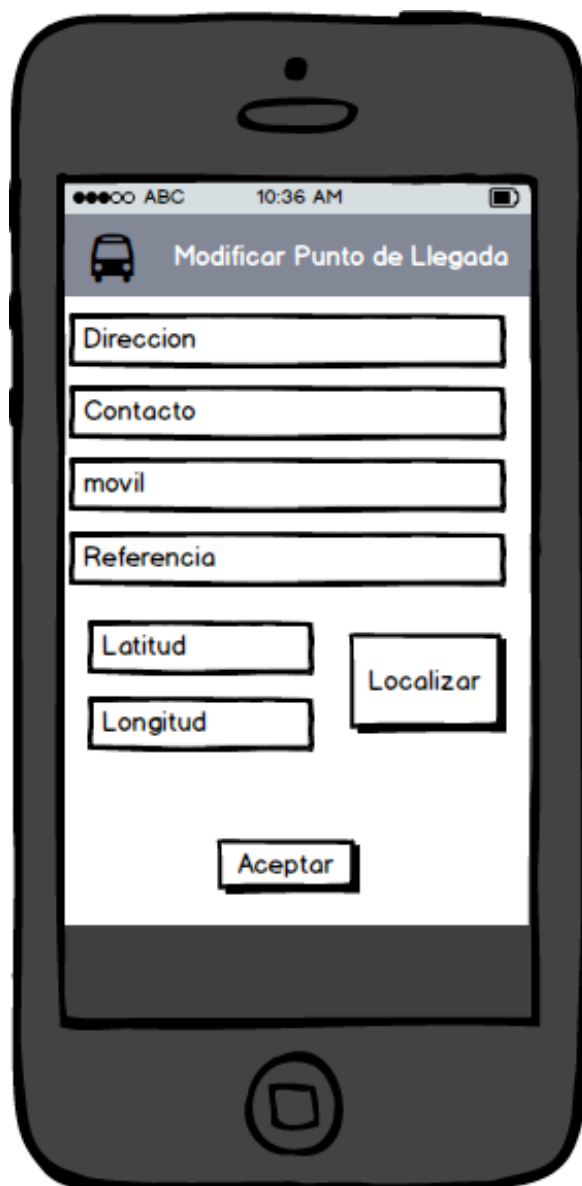 ABC 10:36 AM
Modificar Punto de Llegada
Direccion
Contacto
movil
Referencia
Latitud
Localizar
Longitud
Aceptar